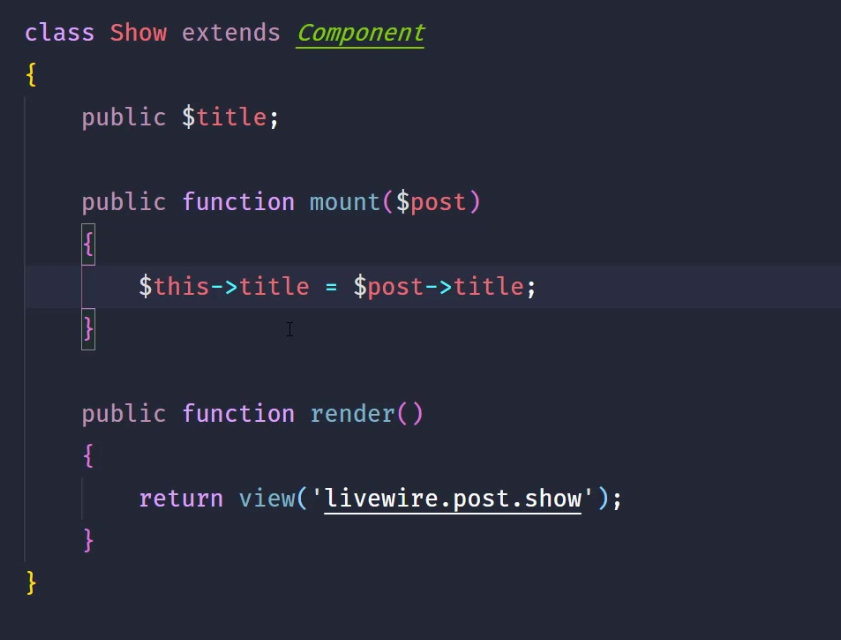 class Show extends Component
{
    public $title;

    public function mount($post)
    {
        $this->title = $post->title;
    }

    public function render()
    {
        return view('livewire.post.show');
    }
}